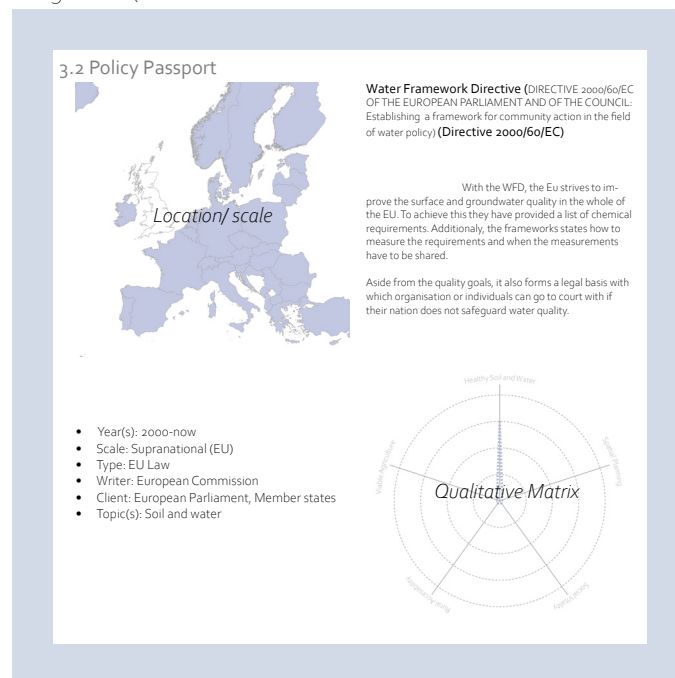 3.2 Policy Passport
Location/ scale
Water Framework Directive (DIRECTIVE 2000/60/EC
OF THE EUROPEAN PARLIAMENT AND OF THE COUNCIL:
Establishing a framework for community action in the field
of water policy) (Directive 2000/60/EC)
With the WFD, the Eu strives to im-
prove the surface and groundwater quality in the whole of
the EU. To achieve this they have provided a list of chemical
requirements. Additionaly, the frameworks states how to
measure the requirements and when the measurements
have to be shared.
Aside from the quality goals, it also forms a legal basis with
which organisation or individuals can go to court with if
their nation does not safeguard water quality.
• Year(s): 2000-now
• Scale: Supranational (EU)
• Type: EU Law
• Writer: European Commission
• Client: European Parliament, Member states
• Topic(s): Soil and water
Healthy Soil and Water
Viable Agriculture
Spatial Planning
Qualitative Matrix
Rural Accessibility
Social Vitality